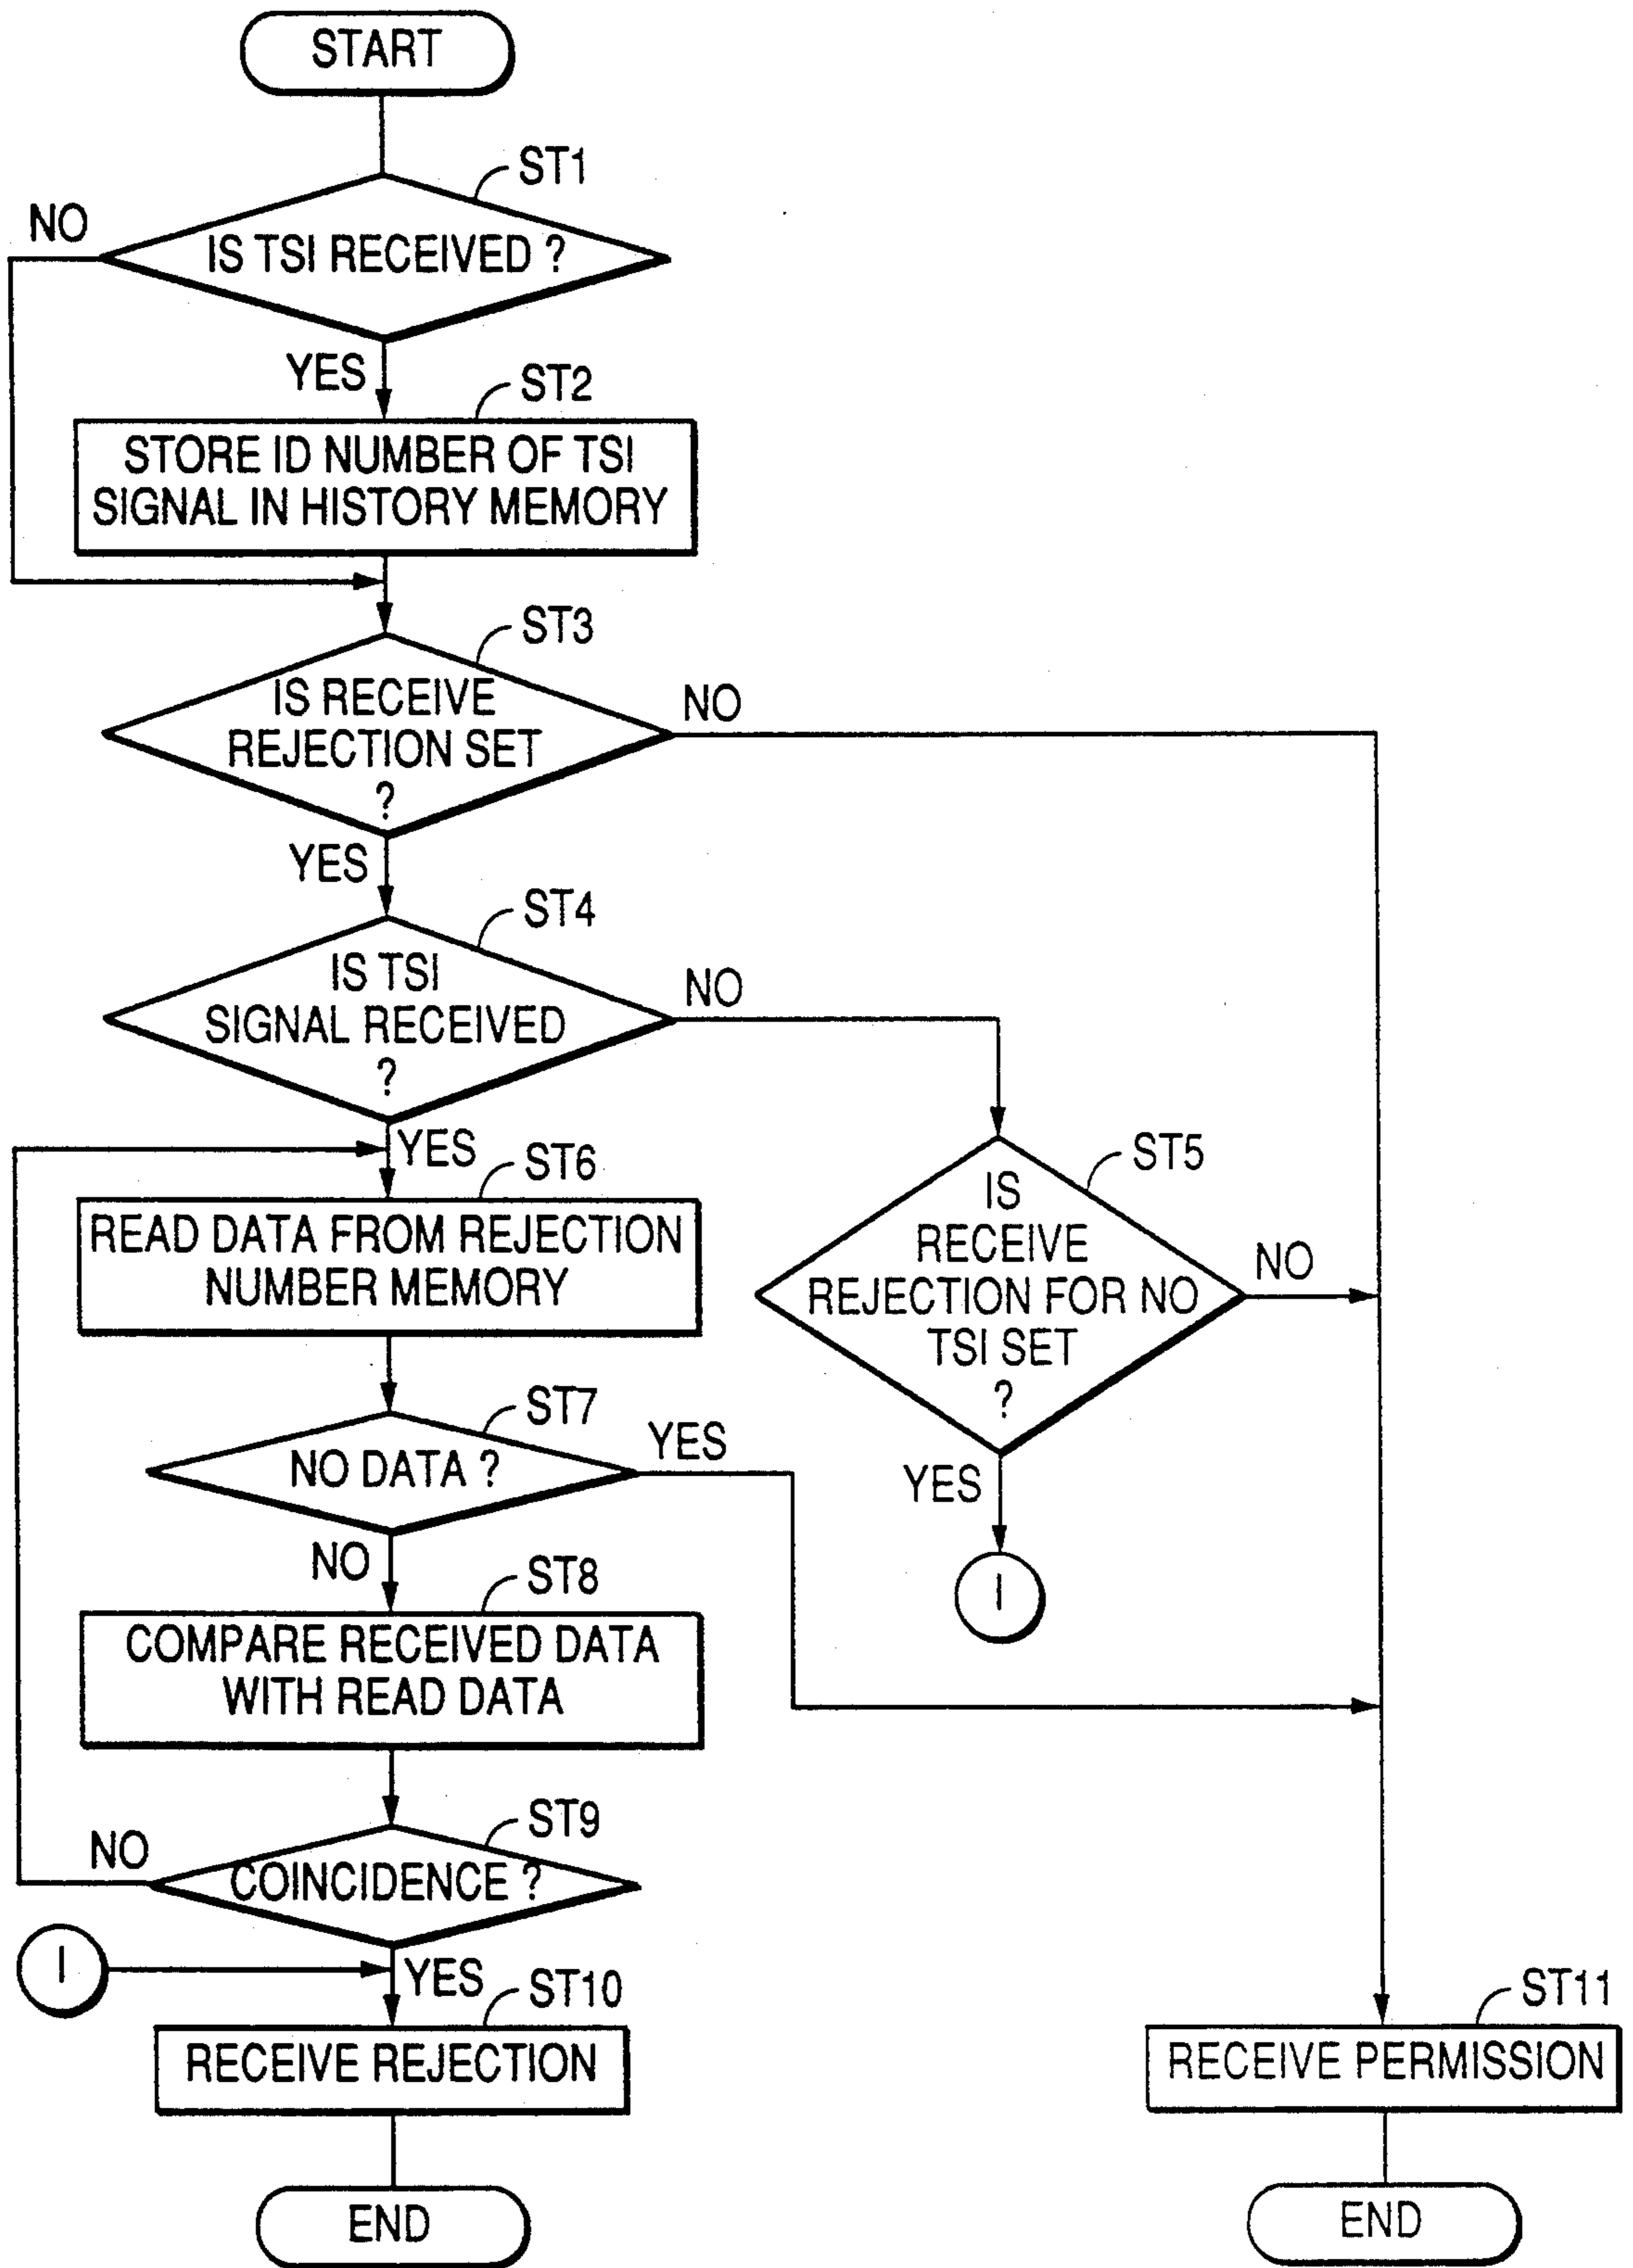 START
ST1
NO
IS TSI RECEIVED ?
YES
ST2
STORE ID NUMBER OF TSI
SIGNAL IN HISTORY MEMORY
ST3
IS RECEIVE
REJECTION SET
?
NO
YES
ST4
IS TSI
SIGNAL RECEIVED
?
NO
YES
ST6
READ DATA FROM REJECTION
NUMBER MEMORY
ST5
IS
RECEIVE
REJECTION FOR NO
TSI SET
?
NO
YES
I
ST7
NO DATA ?
YES
NO
ST8
COMPARE RECEIVED DATA
WITH READ DATA
ST9
NO
COINCIDENCE ?
I
YES
ST10
RECEIVE REJECTION
END
ST11
RECEIVE PERMISSION
END